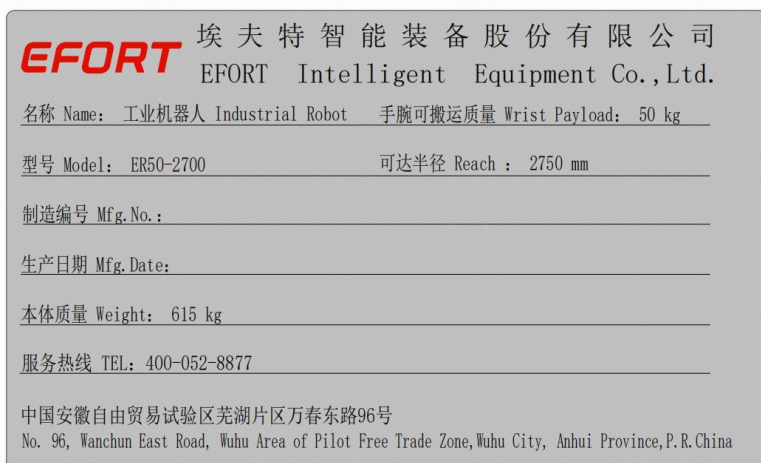 EFORT 埃夫特智能装备股份有限公司
EFORT Intelligent Equipment Co.,Ltd.
名称 Name： 工业机器人 Industrial Robot 手腕可搬运质量 Wrist Payload： 50 kg
型号 Model： ER50-2700 可达半径 Reach ： 2750 mm
制造编号 Mfg.No.：
生产日期 Mfg.Date：
本体质量 Weight： 615 kg
服务热线 TEL：400-052-8877
中国安徽自由贸易试验区芜湖片区万春东路96号
No. 96, Wanchun East Road, Wuhu Area of Pilot Free Trade Zone,Wuhu City, Anhui Province,P.R.China